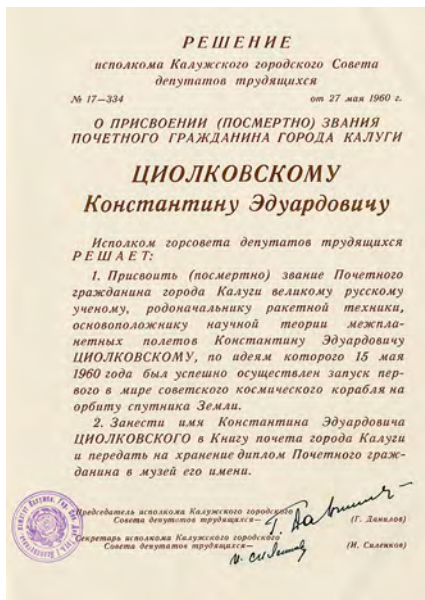 РЕШЕНИЕ
исполкома Калужского городского Совета
депутатов трудящихся
№ 17—334 от 27 мая 1960 г.
О ПРИСВОЕНИИ (ПОСМЕРТНО) ЗВАНИЯ
ПОЧЕТНОГО ГРАЖДАНИНА ГОРОДА КАЛУГИ
ЦИОЛКОВСКОМУ
Константину Эдуардовичу
Исполком горсовета депутатов трудящихся
РЕШАЕТ:
1. Присвоить (посмертно) звание Почетного
гражданина города Калуги великому русскому
ученому, родоначальнику ракетной техники,
основоположнику научной теории межпла-
нетных полетов Константину Эдуардовичу
ЦИОЛКОВСКОМУ, по идеям которого 15 мая
1960 года был успешно осуществлен запуск пер-
вого в мире советского космического корабля на
орбиту спутника Земли.
2. Занести имя Константина Эдуардовича
ЦИОЛКОВСКОГО в Книгу почета города Калуги
и передать на хранение диплом Почетного граж-
данина в музей его имени.
Председатель исполкома Калужского городского
Совета депутатов трудящихся— (Г. Данилов)
Секретарь исполкома Калужского городского
Совета депутатов трудящихся— (И. Силенков)